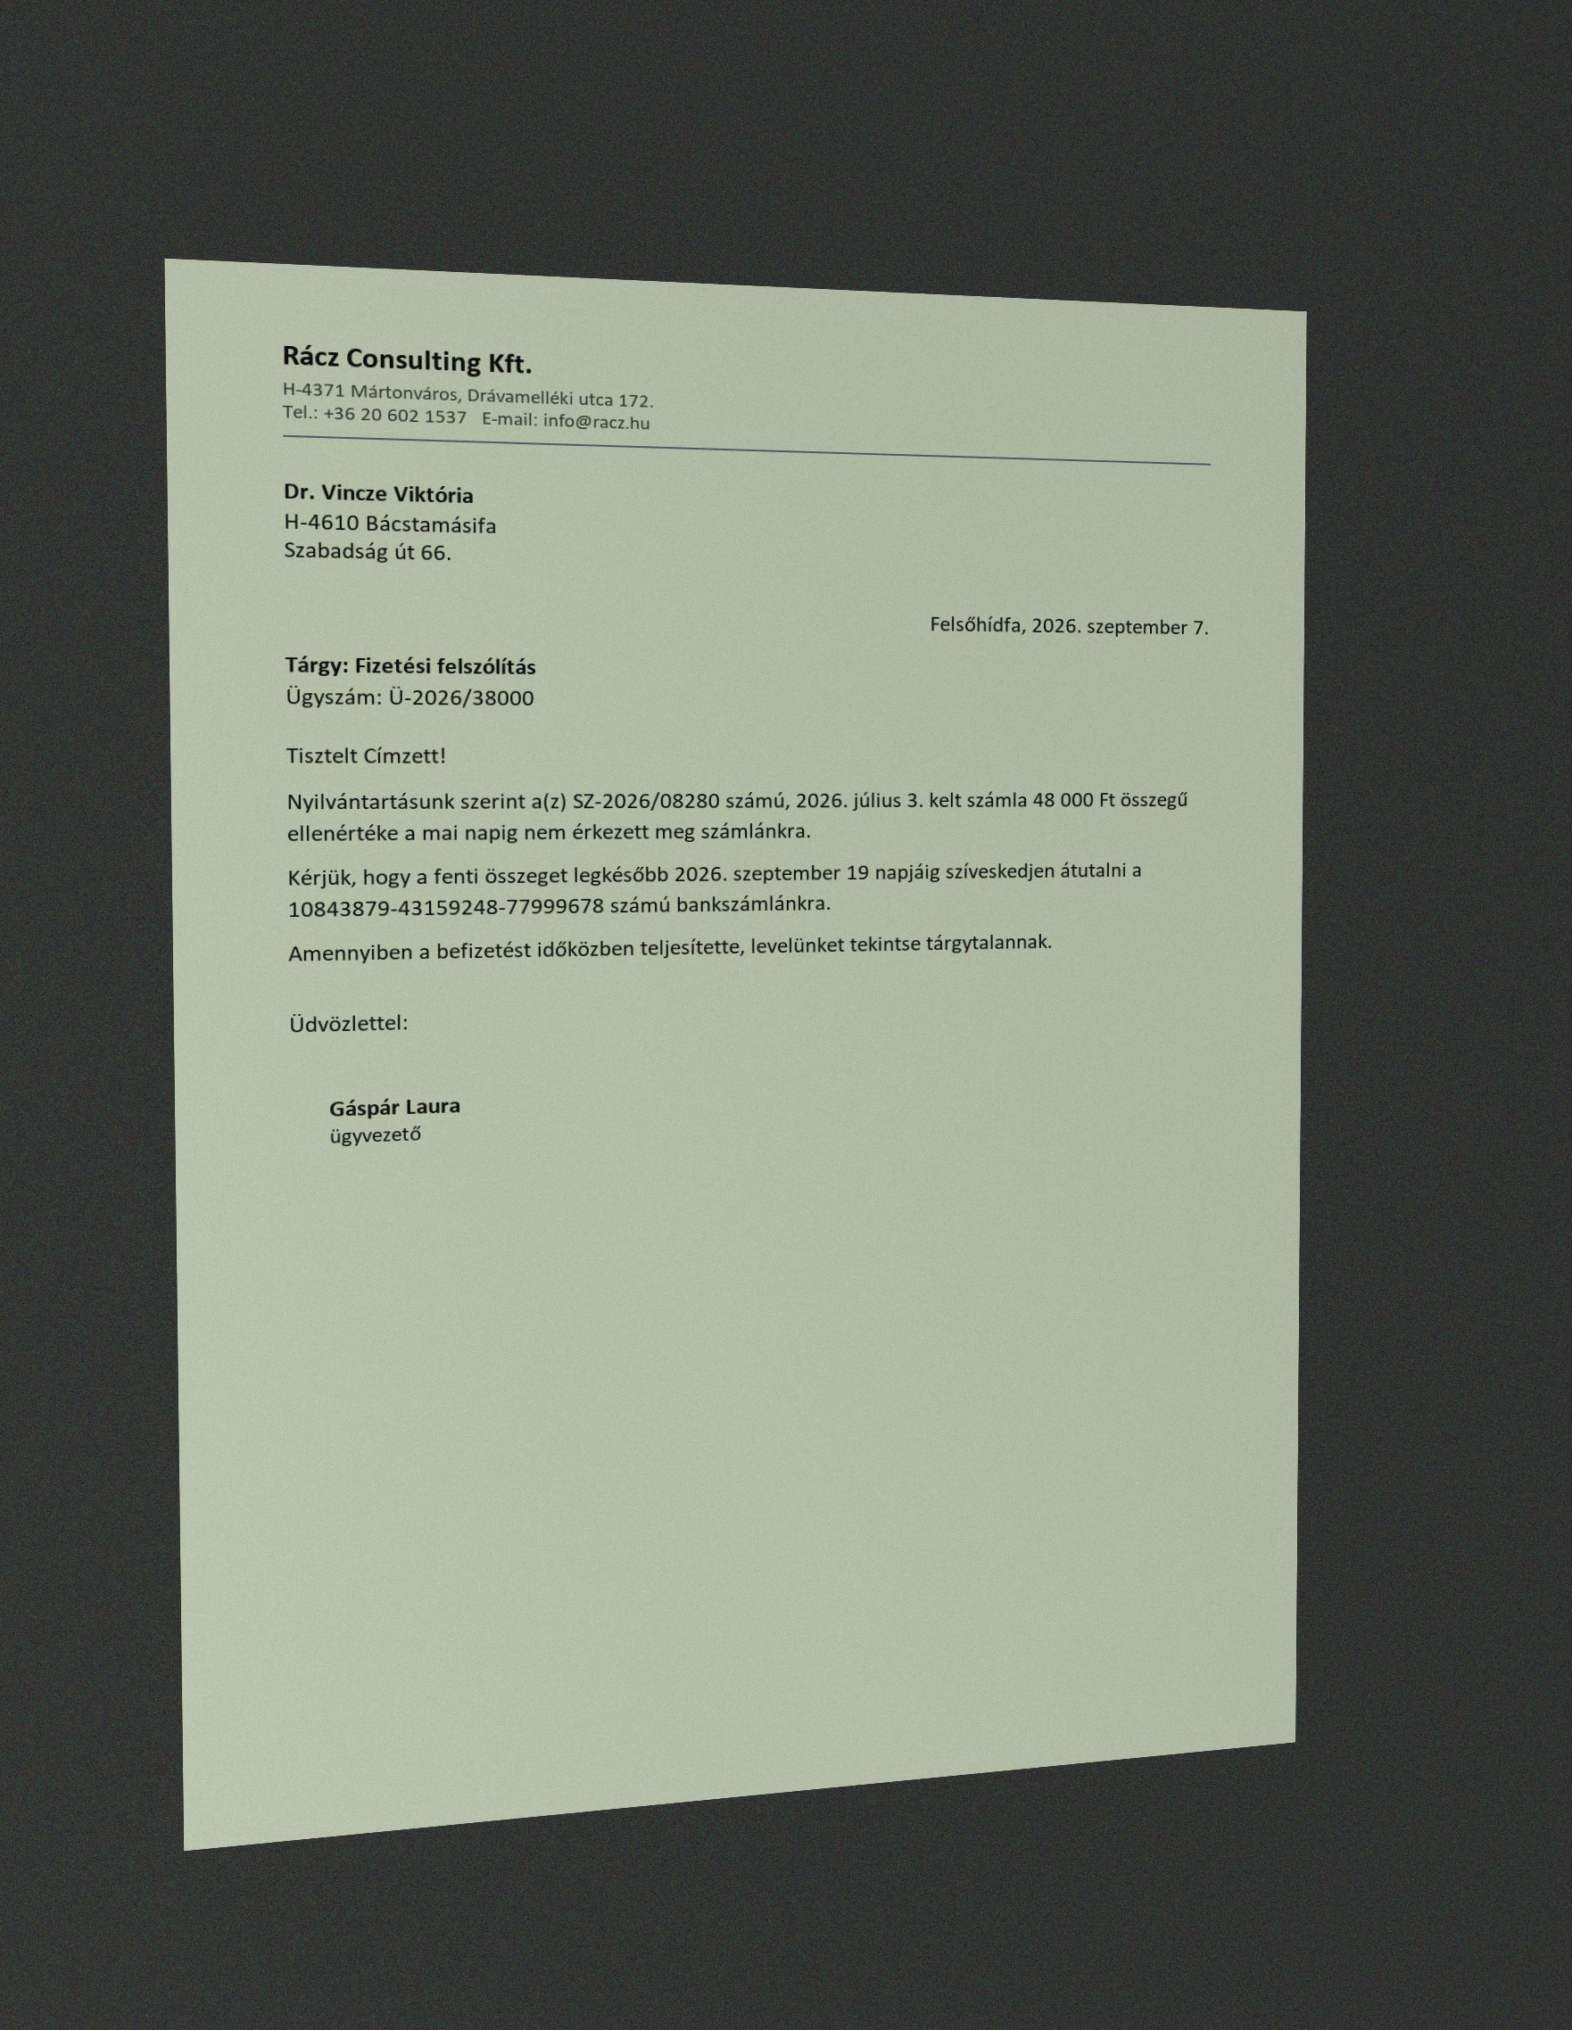 Rácz Consulting Kft.
H-4371 Mártonváros, Drávamelléki utca 172.
Tel.: +36 20 602 1537 E-mail: info@racz.hu
Dr. Vincze Viktória
H-4610 Bácstamásifa
Szabadság út 66.
Felsőhídfa, 2026. szeptember 7.
Tárgy: Fizetési felszólítás
Ügyszám: Ü-2026/38000
Tisztelt Címzett!
Nyilvántartásunk szerint a(z) SZ-2026/08280 számú, 2026. július 3. kelt számla 48 000 Ft összegű
ellenértéke a mai napig nem érkezett meg számlánkra.
Kérjük, hogy a fenti összeget legkésőbb 2026. szeptember 19 napjáig szíveskedjen átutalni a
10843879-43159248-77999678 számú bankszámlánkra.
Amennyiben a befizetést időközben teljesítette, levelünket tekintse tárgytalannak.
Üdvözlettel:
Gáspár Laura
ügyvezető